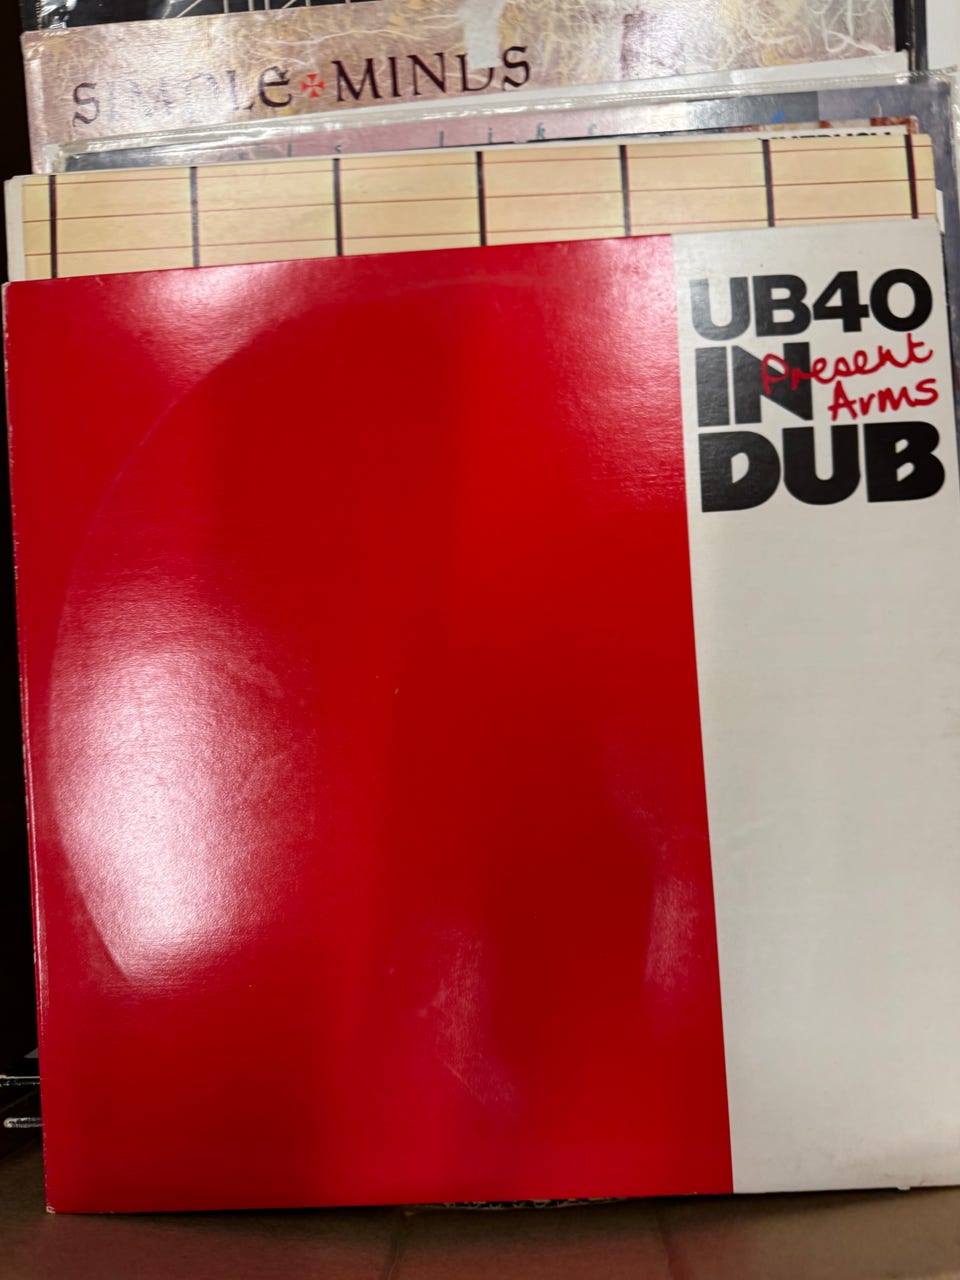 SIMPLE MINDS
UB40
IN Present
Arms
DUB